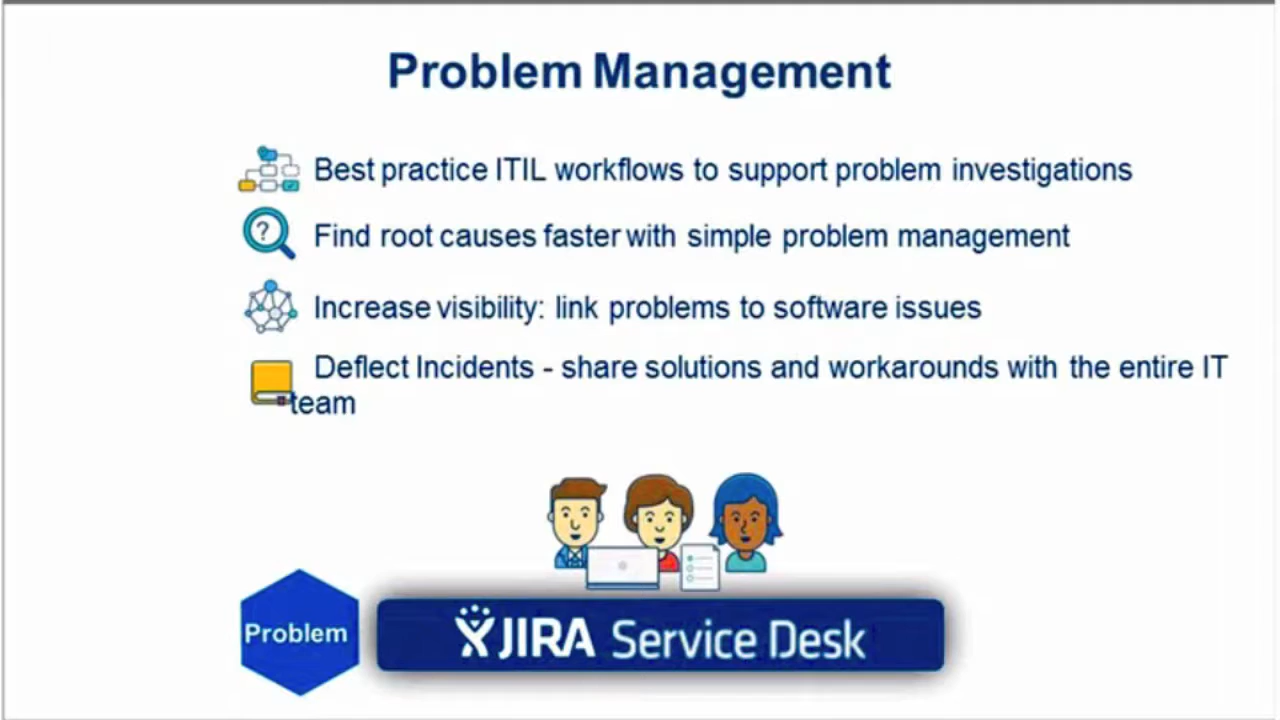 Problem Management
Best practice ITIL workflows to support problem investigations
?
Find root causes faster with simple problem management
Increase visibility: link problems to software issues
Deflect Incidents - share solutions and workarounds with the entire IT
team
Problem
JIRA Service Desk